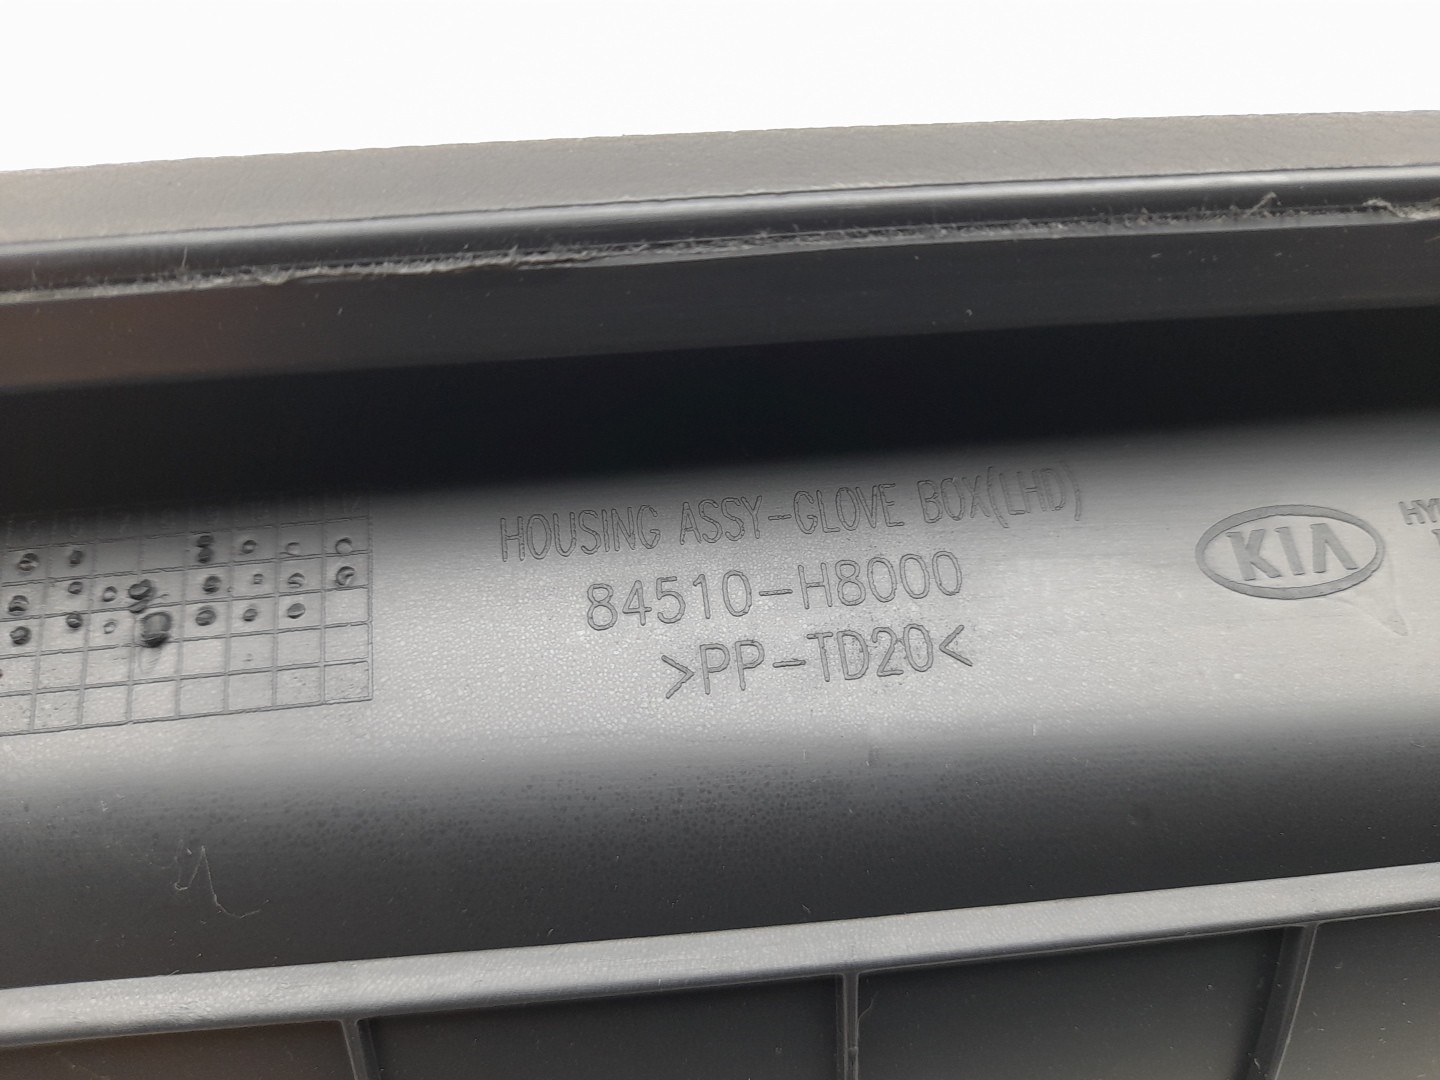 HOUSING ASSY-GLOVE BOX(LHD)
84510-H8000
>PP-TD20<
KIA